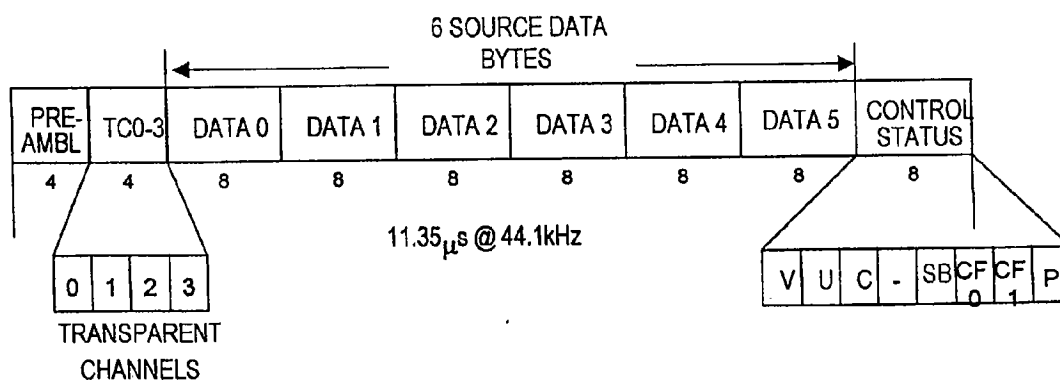 6 SOURCE DATA
BYTES
PRE-
AMBL
TC0-3
DATA 0
DATA 1
DATA 2
DATA 3
DATA 4
DATA 5
CONTROL
STATUS
4
4
8
8
8
8
8
8
8
11.35μs @ 44.1kHz
0
1
2
3
TRANSPARENT
CHANNELS
V
U
C
-
SB
CF
0
CF
1
P